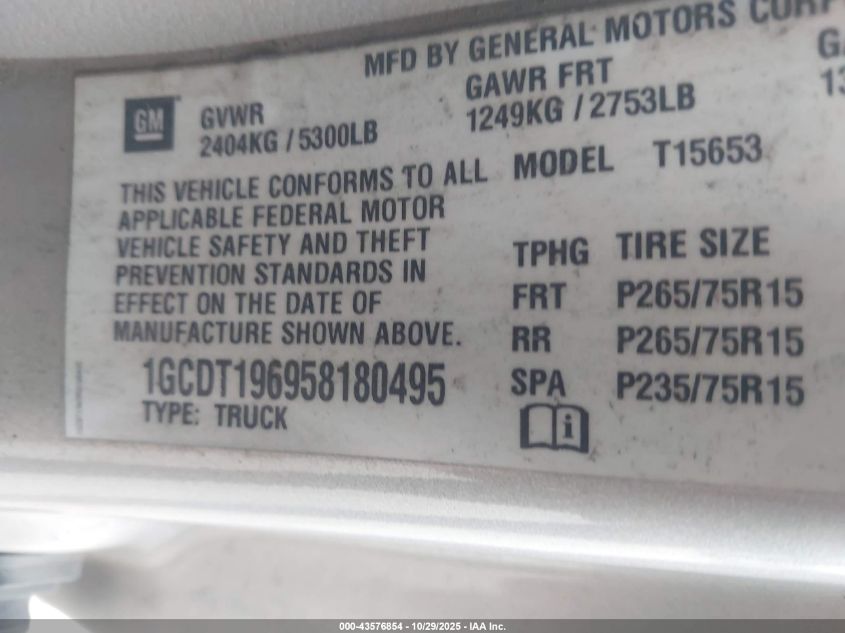 MFD BY GENERAL MOTORS CORP
GM
GVWR
2404KG / 5300LB
GAWR FRT
1249KG / 2753LB
THIS VEHICLE CONFORMS TO ALL
APPLICABLE FEDERAL MOTOR
VEHICLE SAFETY AND THEFT
PREVENTION STANDARDS IN
EFFECT ON THE DATE OF
MANUFACTURE SHOWN ABOVE.
1GCDT196958180495
TYPE: TRUCK
MODEL T15653
TPHG TIRE SIZE
FRT P265/75R15
RR P265/75R15
SPA P235/75R15
i
000-43576854 | 10/29/2025 - IAA Inc.